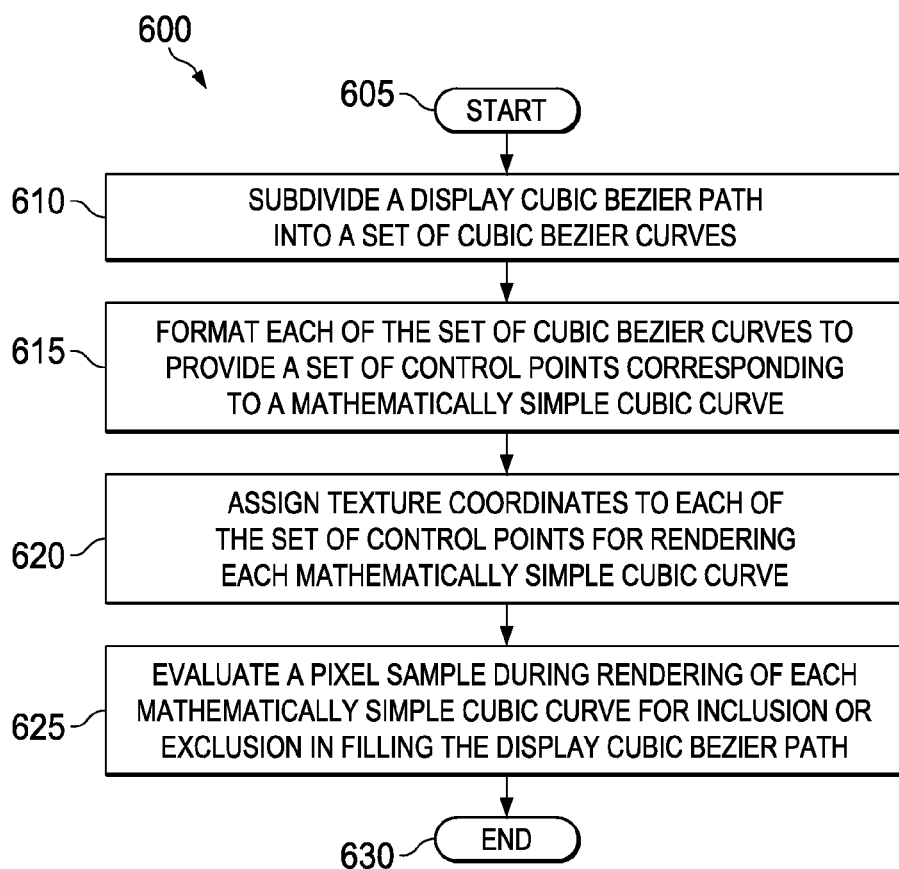 600
605
START
610
SUBDIVIDE A DISPLAY CUBIC BEZIER PATH
INTO A SET OF CUBIC BEZIER CURVES
615
FORMAT EACH OF THE SET OF CUBIC BEZIER CURVES TO
PROVIDE A SET OF CONTROL POINTS CORRESPONDING
TO A MATHEMATICALLY SIMPLE CUBIC CURVE
620
ASSIGN TEXTURE COORDINATES TO EACH OF
THE SET OF CONTROL POINTS FOR RENDERING
EACH MATHEMATICALLY SIMPLE CUBIC CURVE
625
EVALUATE A PIXEL SAMPLE DURING RENDERING OF EACH
MATHEMATICALLY SIMPLE CUBIC CURVE FOR INCLUSION OR
EXCLUSION IN FILLING THE DISPLAY CUBIC BEZIER PATH
630
END